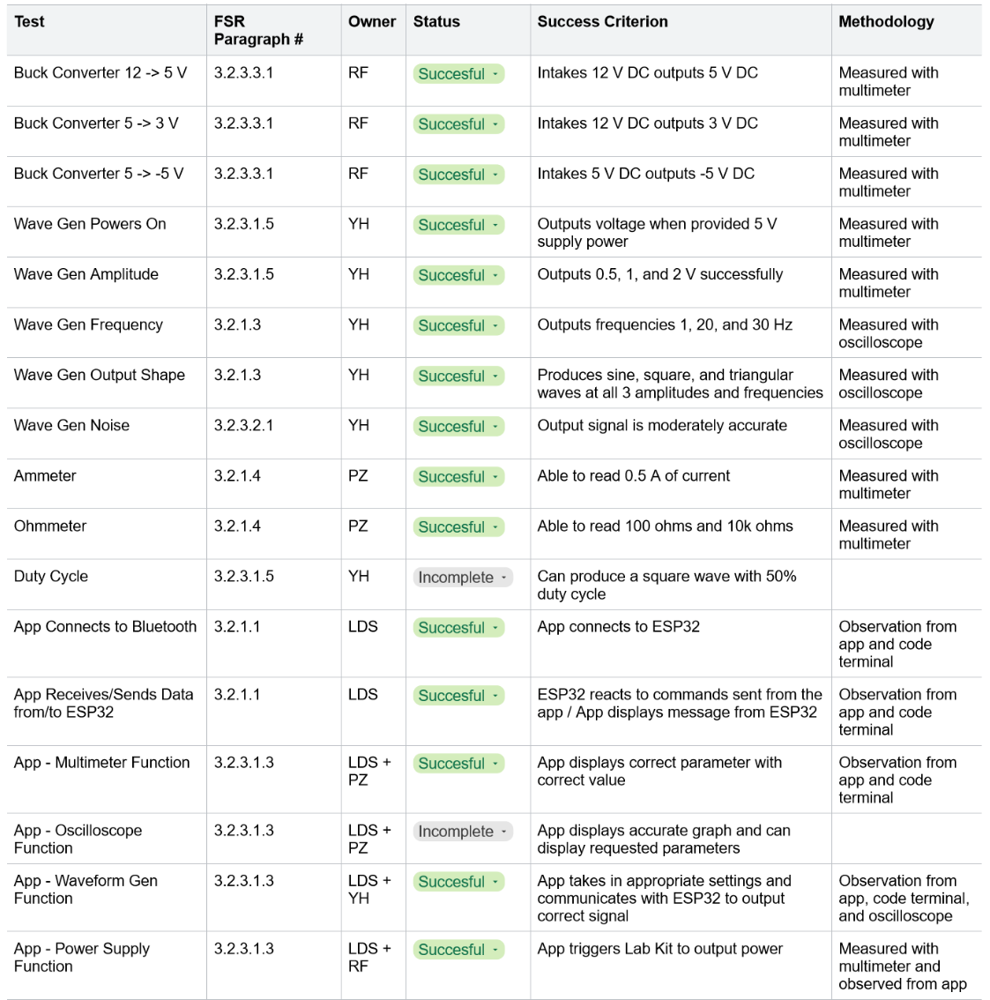 Test FSR Paragraph # Owner Status Success Criterion Methodology
Buck Converter 12 -> 5 V 3.2.3.3.1 RF Succesful Intakes 12 V DC outputs 5 V DC Measured with multimeter
Buck Converter 5 -> 3 V 3.2.3.3.1 RF Succesful Intakes 12 V DC outputs 3 V DC Measured with multimeter
Buck Converter 5 -> -5 V 3.2.3.3.1 RF Succesful Intakes 5 V DC outputs -5 V DC Measured with multimeter
Wave Gen Powers On 3.2.3.1.5 YH Succesful Outputs voltage when provided 5 V supply power Measured with multimeter
Wave Gen Amplitude 3.2.3.1.5 YH Succesful Outputs 0.5, 1, and 2 V successfully Measured with multimeter
Wave Gen Frequency 3.2.1.3 YH Succesful Outputs frequencies 1, 20, and 30 Hz Measured with oscilloscope
Wave Gen Output Shape 3.2.1.3 YH Succesful Produces sine, square, and triangular waves at all 3 amplitudes and frequencies Measured with oscilloscope
Wave Gen Noise 3.2.3.2.1 YH Succesful Output signal is moderately accurate Measured with oscilloscope
Ammeter 3.2.1.4 PZ Succesful Able to read 0.5 A of current Measured with multimeter
Ohmmeter 3.2.1.4 PZ Succesful Able to read 100 ohms and 10k ohms Measured with multimeter
Duty Cycle 3.2.3.1.5 YH Incomplete Can produce a square wave with 50% duty cycle
App Connects to Bluetooth 3.2.1.1 LDS Succesful App connects to ESP32 Observation from app and code terminal
App Receives/Sends Data from/to ESP32 3.2.1.1 LDS Succesful ESP32 reacts to commands sent from the app / App displays message from ESP32 Observation from app and code terminal
App - Multimeter Function 3.2.3.1.3 LDS + PZ Succesful App displays correct parameter with correct value Observation from app and code terminal
App - Oscilloscope Function 3.2.3.1.3 LDS + PZ Incomplete App displays accurate graph and can display requested parameters
App - Waveform Gen Function 3.2.3.1.3 LDS + YH Succesful App takes in appropriate settings and communicates with ESP32 to output correct signal Observation from app, code terminal, and oscilloscope
App - Power Supply Function 3.2.3.1.3 LDS + RF Succesful App triggers Lab Kit to output power Measured with multimeter and observed from app